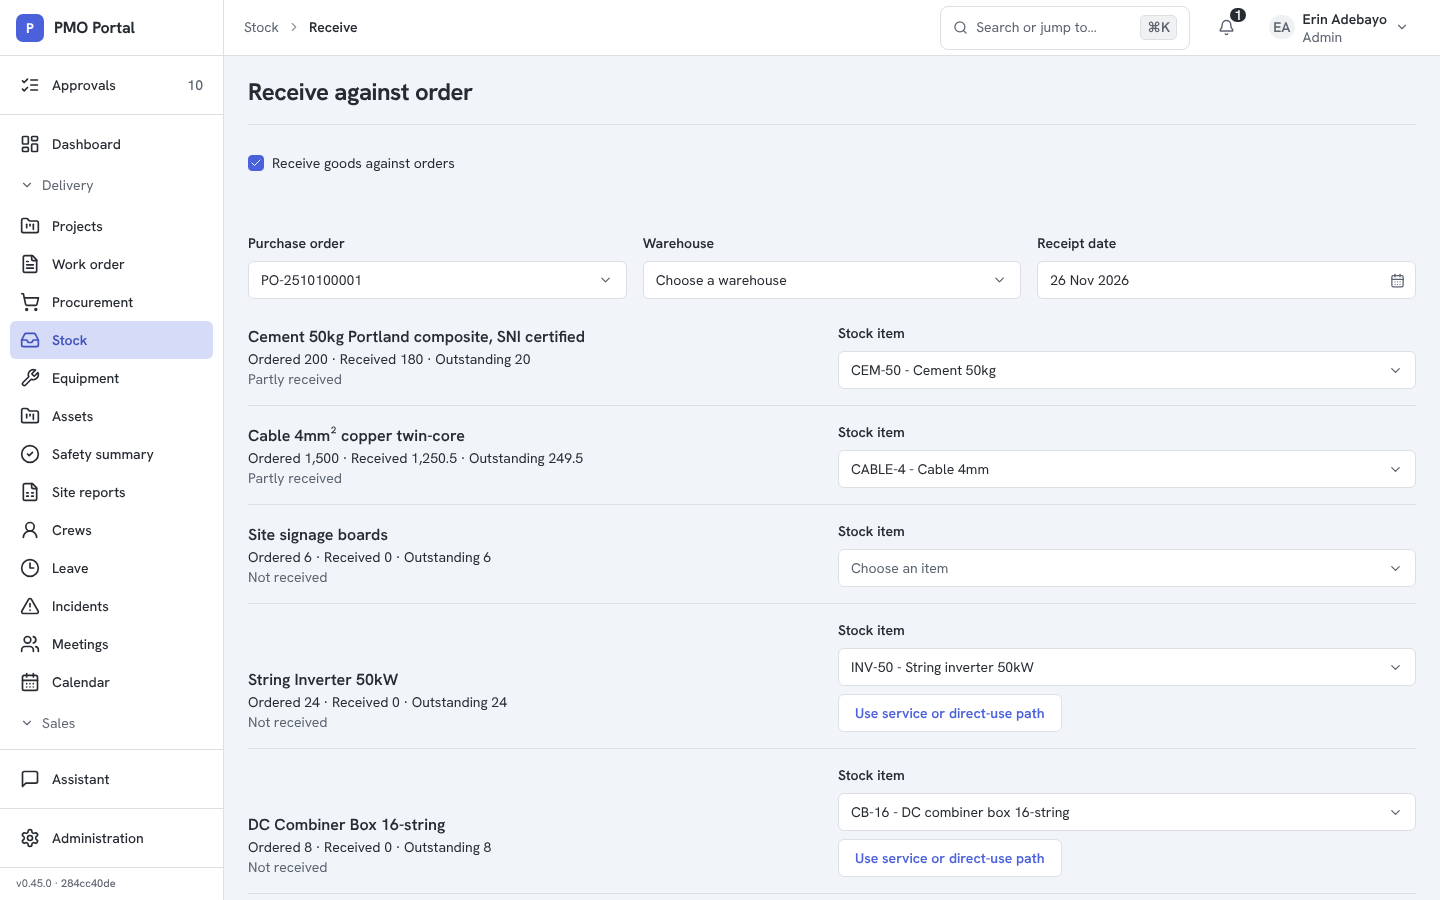 P PMO Portal
Stock > Receive
Search or jump to... ⌘K
1
EA Erin Adebayo
Admin
Approvals 10
Dashboard
Delivery
Projects
Work order
Procurement
Stock
Equipment
Assets
Safety summary
Site reports
Crews
Leave
Incidents
Meetings
Calendar
Sales
Assistant
Administration
v0.45.0 · 284cc40de
Receive against order
Receive goods against orders
Purchase order
PO-2510100001
Warehouse
Choose a warehouse
Receipt date
26 Nov 2026
Cement 50kg Portland composite, SNI certified
Ordered 200 · Received 180 · Outstanding 20
Partly received
Stock item
CEM-50 - Cement 50kg
Cable 4mm² copper twin-core
Ordered 1,500 · Received 1,250.5 · Outstanding 249.5
Partly received
Stock item
CABLE-4 - Cable 4mm
Site signage boards
Ordered 6 · Received 0 · Outstanding 6
Not received
Stock item
Choose an item
String Inverter 50kW
Ordered 24 · Received 0 · Outstanding 24
Not received
Stock item
INV-50 - String inverter 50kW
Use service or direct-use path
DC Combiner Box 16-string
Ordered 8 · Received 0 · Outstanding 8
Not received
Stock item
CB-16 - DC combiner box 16-string
Use service or direct-use path